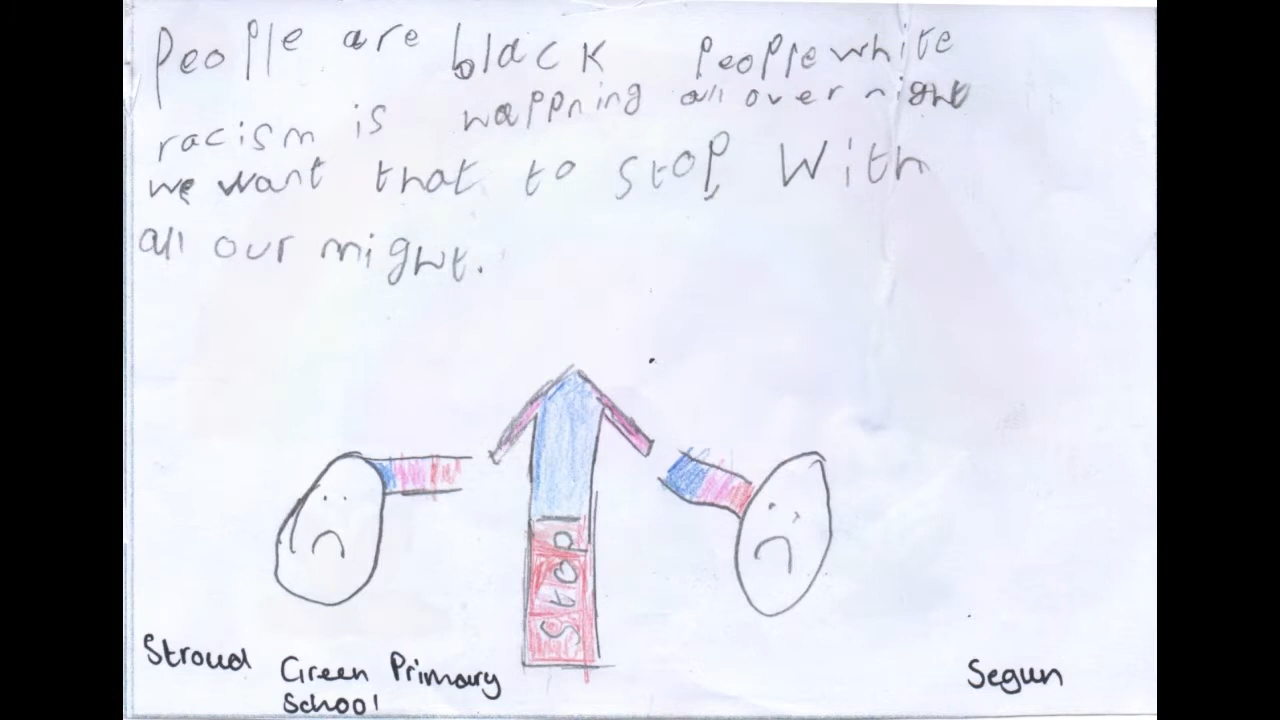 People are black people white
racism is happning all over night
we want that to stop with
all our might.
Stop
Stroud Green Primary
School
Segun